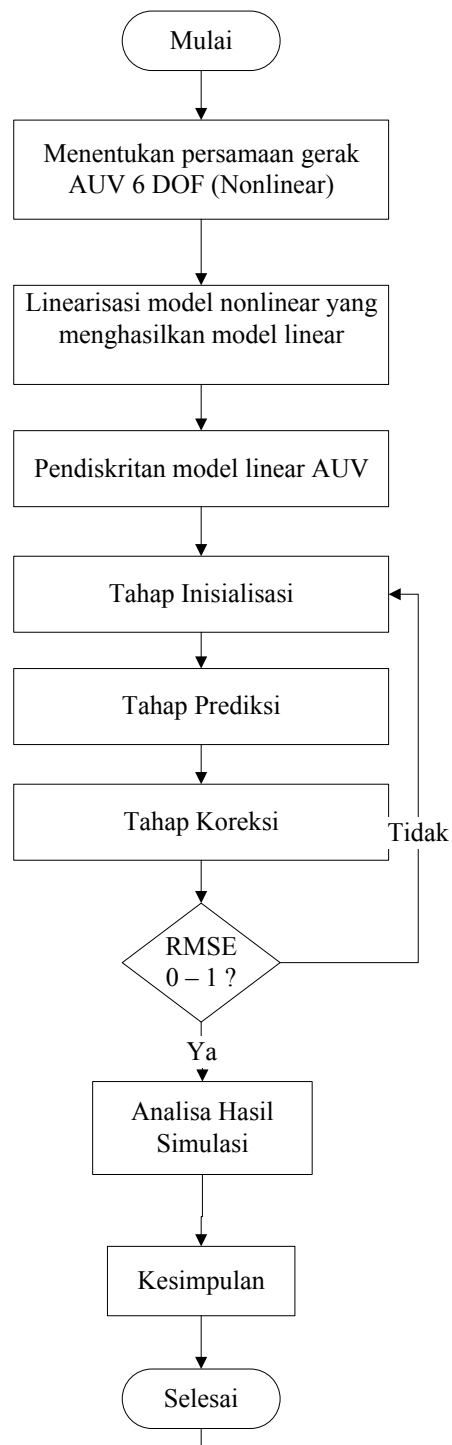 Mulai
Menentukan persamaan gerak
AUV 6 DOF (Nonlinear)
Linearisasi model nonlinear yang
menghasilkan model linear
Pendiskritan model linear AUV
Tahap Inisialisasi
Tahap Prediksi
Tahap Koreksi
Tidak
RMSE
0 – 1 ?
Ya
Analisa Hasil
Simulasi
Kesimpulan
Selesai